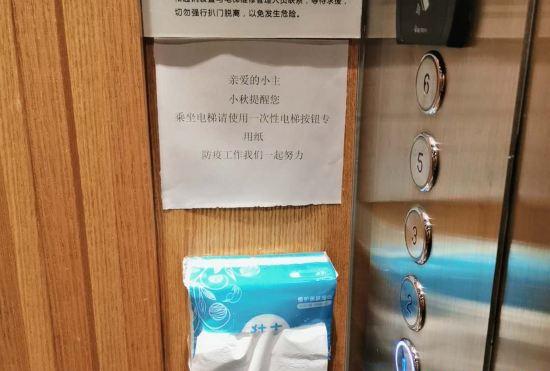 切勿强行扒门脱离，以免发生危险。
亲爱的小主
小秋提醒您
乘坐电梯请使用一次性电梯按钮专
用纸
防疫工作我们一起努力
6
5
3
2
1